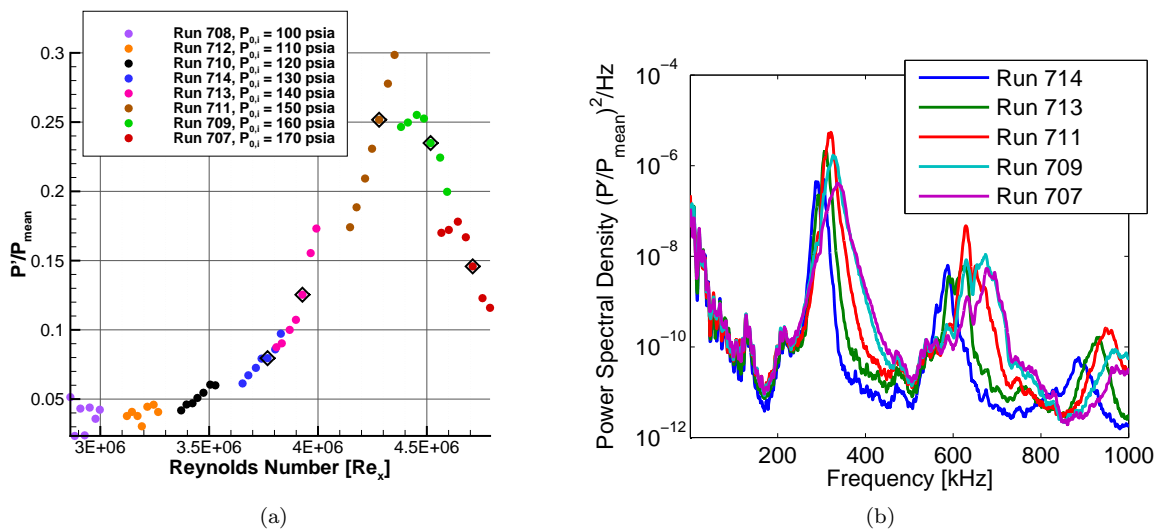 Run 708, P0,i = 100 psia
Run 712, P0,i = 110 psia
Run 710, P0,i = 120 psia
Run 714, P0,i = 130 psia
Run 713, P0,i = 140 psia
Run 711, P0,i = 150 psia
Run 709, P0,i = 160 psia
Run 707, P0,i = 170 psia
0.3
0.25
0.2
0.15
0.1
0.05
P'/Pmean
3E+06
3.5E+06
4E+06
4.5E+06
Reynolds Number [Rex]
(a)
Run 714
Run 713
Run 711
Run 709
Run 707
10−4
10−6
10−8
10−10
10−12
Power Spectral Density (P'/Pmean)2/Hz
200
400
600
800
1000
Frequency [kHz]
(b)